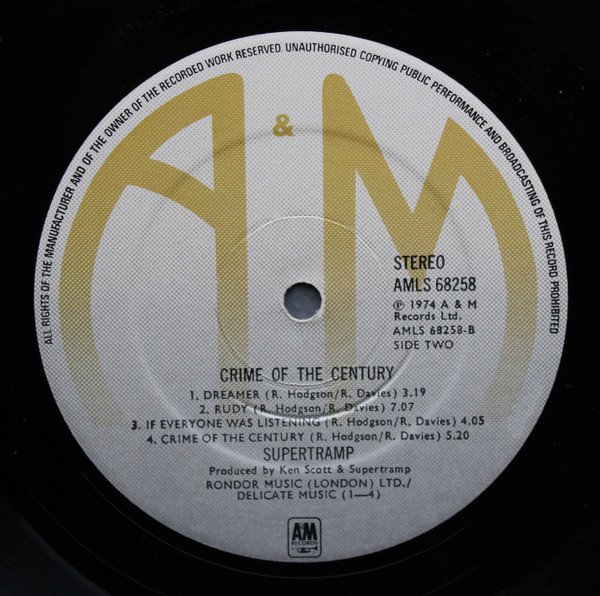 ALL RIGHTS OF THE MANUFACTURER AND OF THE OWNER OF THE RECORDED WORK RESERVED. UNAUTHORISED COPYING PUBLIC PERFORMANCE AND BROADCASTING OF THIS RECORD PROHIBITED
A & M
STEREO
AMLS 68258
℗ 1974 A & M
Records Ltd.
AMLS 68258-B
SIDE TWO
CRIME OF THE CENTURY
1. DREAMER (R. Hodgson/R. Davies) 3.19
2. RUDY (R. Hodgson/R. Davies) 7.07
3. IF EVERYONE WAS LISTENING (R. Hodgson/R. Davies) 4.05
4. CRIME OF THE CENTURY (R. Hodgson/R. Davies) 5.20
SUPERTRAMP
Produced by Ken Scott & Supertramp
RONDOR MUSIC (LONDON) LTD./
DELICATE MUSIC (1—4)
A&M
RECORDS